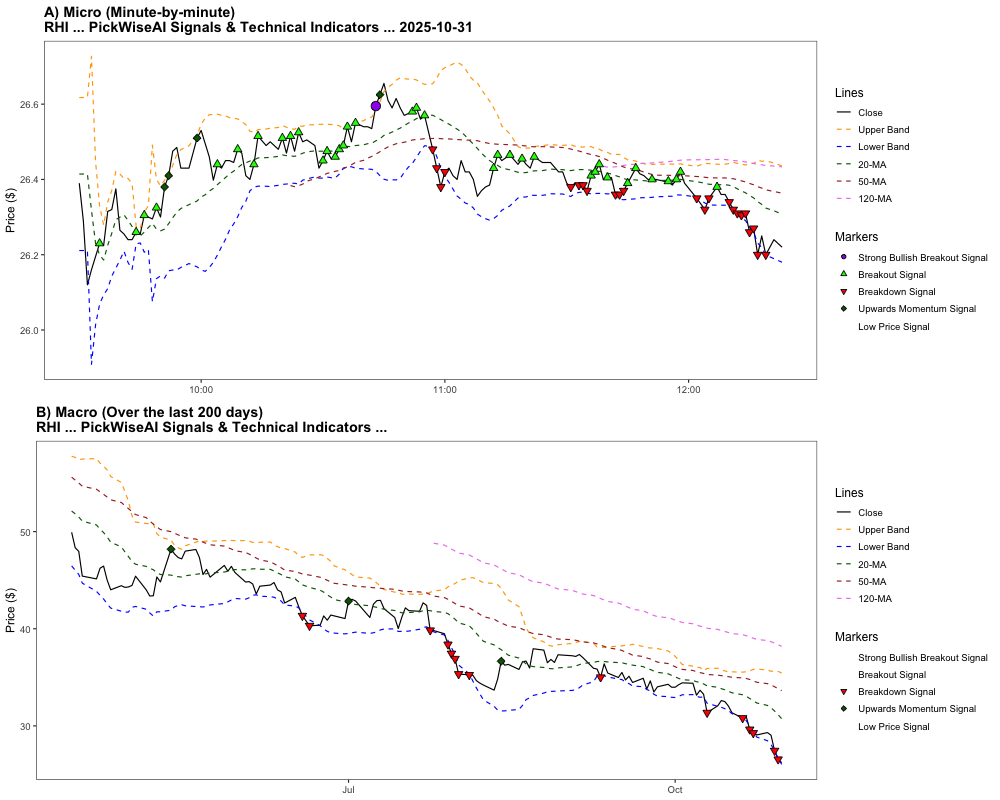 A) Micro (Minute-by-minute)
RHI ... PickWiseAI Signals & Technical Indicators ... 2025-10-31
Price ($)
26.6
26.4
26.2
26.0
10:00
11:00
12:00
Lines
Close
Upper Band
Lower Band
20-MA
50-MA
120-MA
Markers
Strong Bullish Breakout Signal
Breakout Signal
Breakdown Signal
Upwards Momentum Signal
Low Price Signal
B) Macro (Over the last 200 days)
RHI ... PickWiseAI Signals & Technical Indicators ...
Price ($)
50
40
30
Jul
Oct
Lines
Close
Upper Band
Lower Band
20-MA
50-MA
120-MA
Markers
Strong Bullish Breakout Signal
Breakout Signal
Breakdown Signal
Upwards Momentum Signal
Low Price Signal